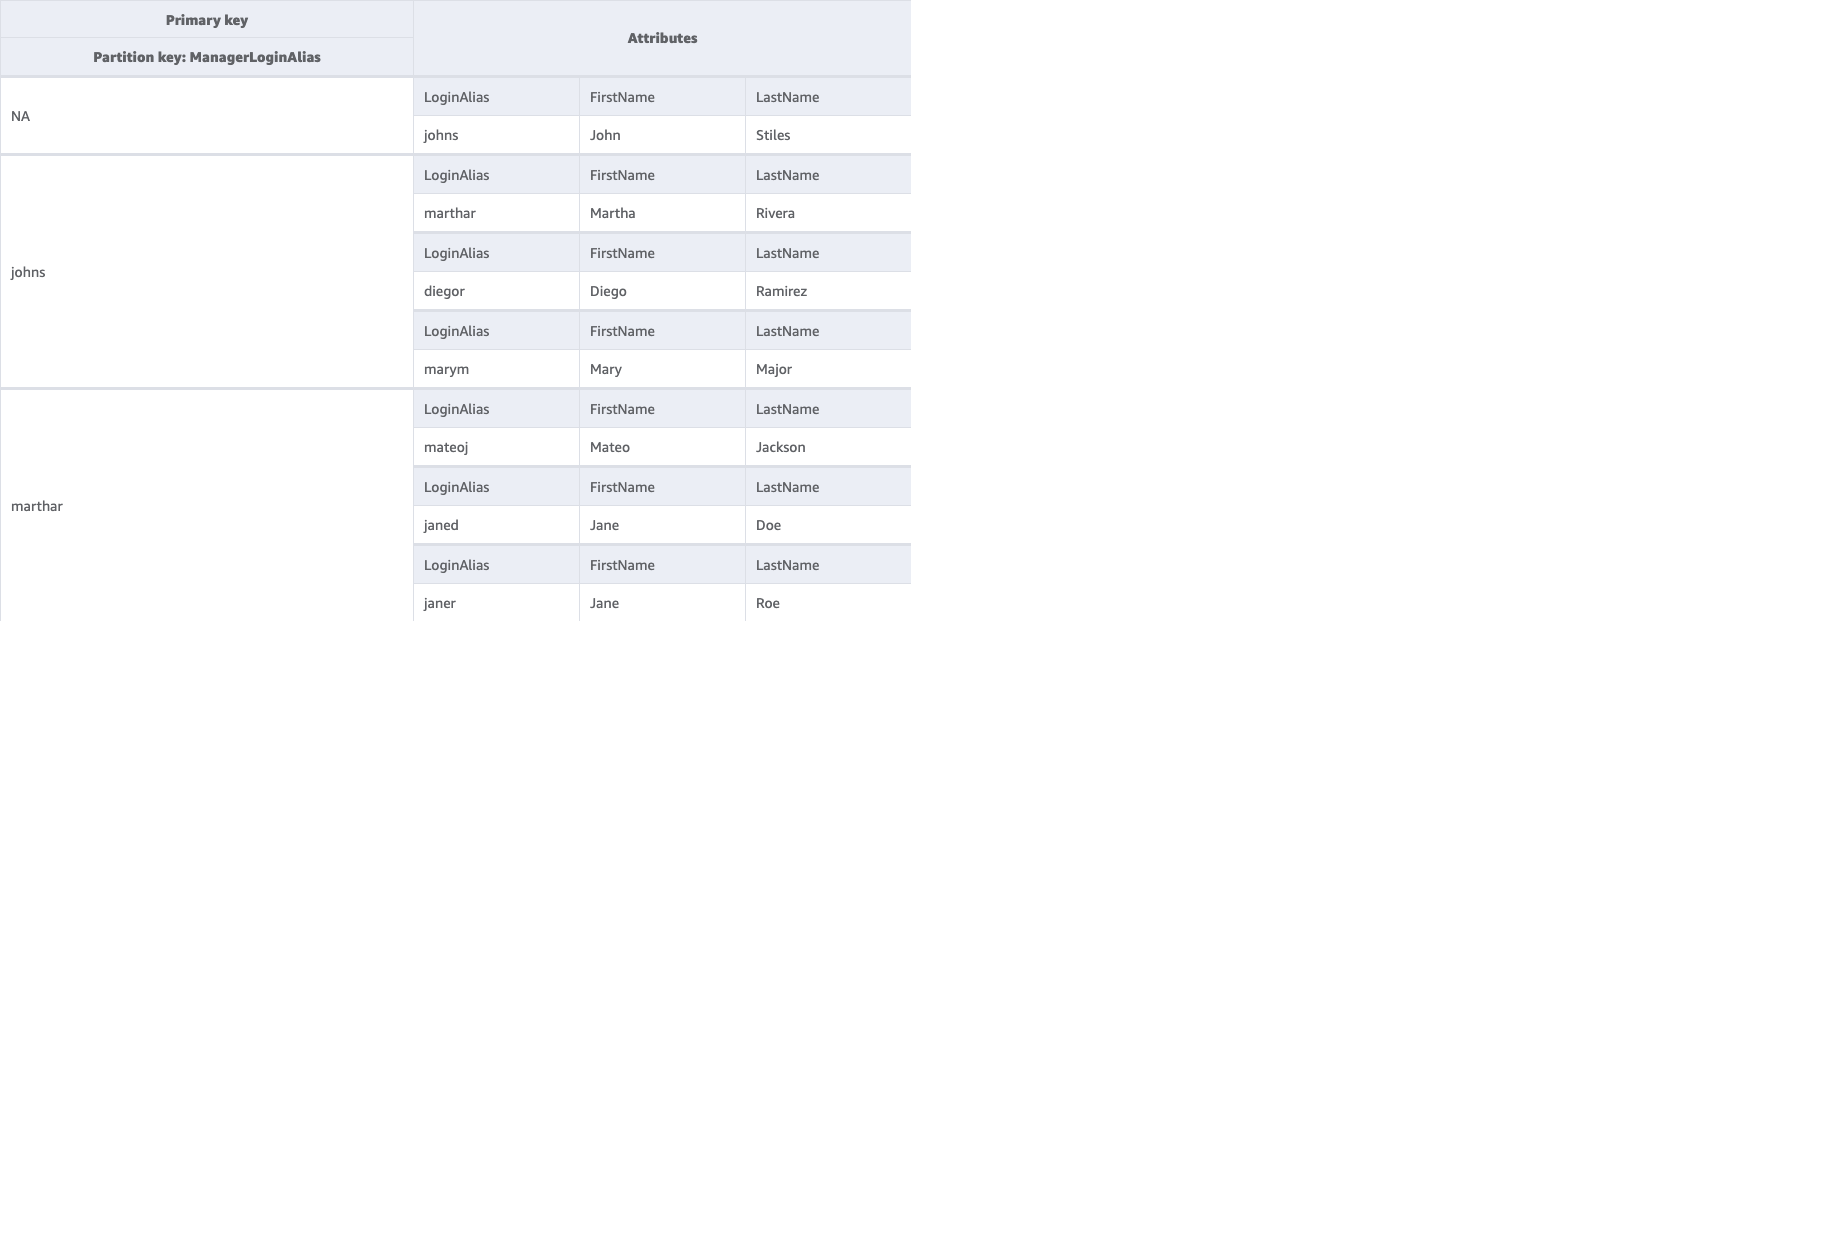 Primary key
Attributes
Partition key: ManagerLoginAlias
NA
LoginAlias FirstName LastName
johns John Stiles
johns
LoginAlias FirstName LastName
marthar Martha Rivera
LoginAlias FirstName LastName
diegor Diego Ramirez
LoginAlias FirstName LastName
marym Mary Major
marthar
LoginAlias FirstName LastName
mateoj Mateo Jackson
LoginAlias FirstName LastName
janed Jane Doe
LoginAlias FirstName LastName
janer Jane Roe